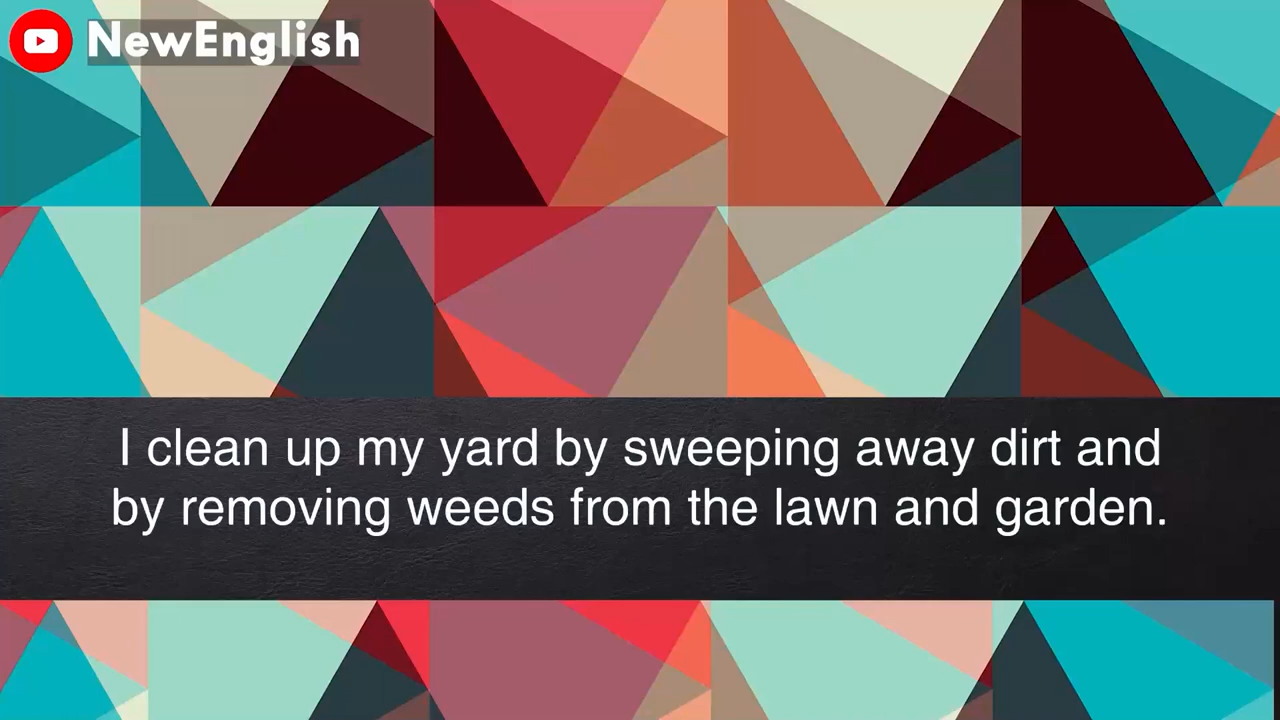 NewEnglish
I clean up my yard by sweeping away dirt and
by removing weeds from the lawn and garden.